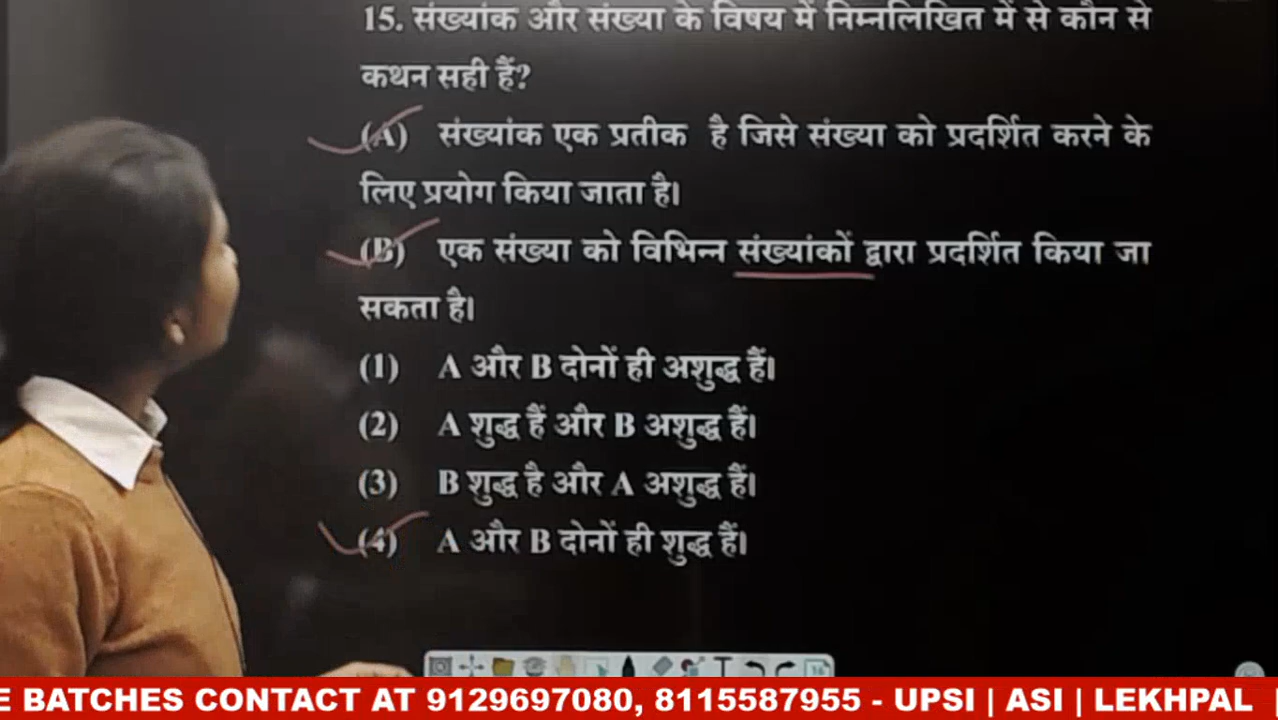 15. संख्यांक और संख्या के विषय में निम्नलिखित में से कौन से
कथन सही हैं?
(A) संख्यांक एक प्रतीक है जिसे संख्या को प्रदर्शित करने के
लिए प्रयोग किया जाता है।
(B) एक संख्या को विभिन्न संख्यांकों द्वारा प्रदर्शित किया जा
सकता है।
(1) A और B दोनों ही अशुद्ध हैं।
(2) A शुद्ध हैं और B अशुद्ध हैं।
(3) B शुद्ध है और A अशुद्ध हैं।
(4) A और B दोनों ही शुद्ध हैं।
E BATCHES CONTACT AT 9129697080, 8115587955 - UPSI | ASI | LEKHPAL